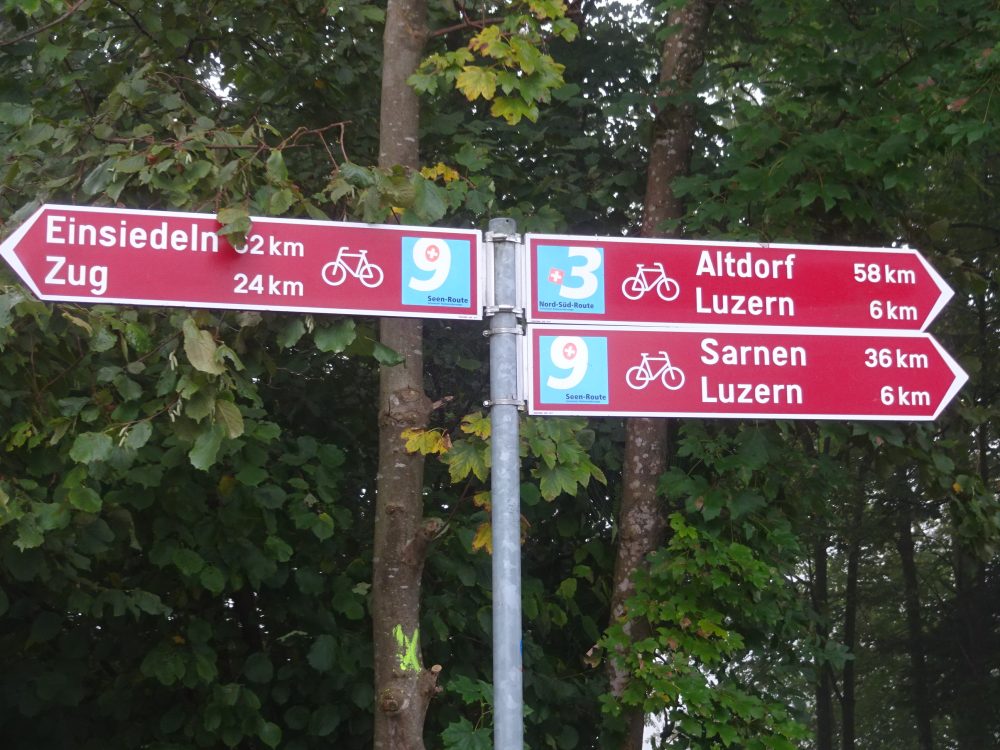 Einsiedeln km
Zug 24 km
9
Seen-Route
3
Nord-Süd-Route
Altdorf 58 km
Luzern 6 km
9
Seen-Route
Sarnen 36 km
Luzern 6 km